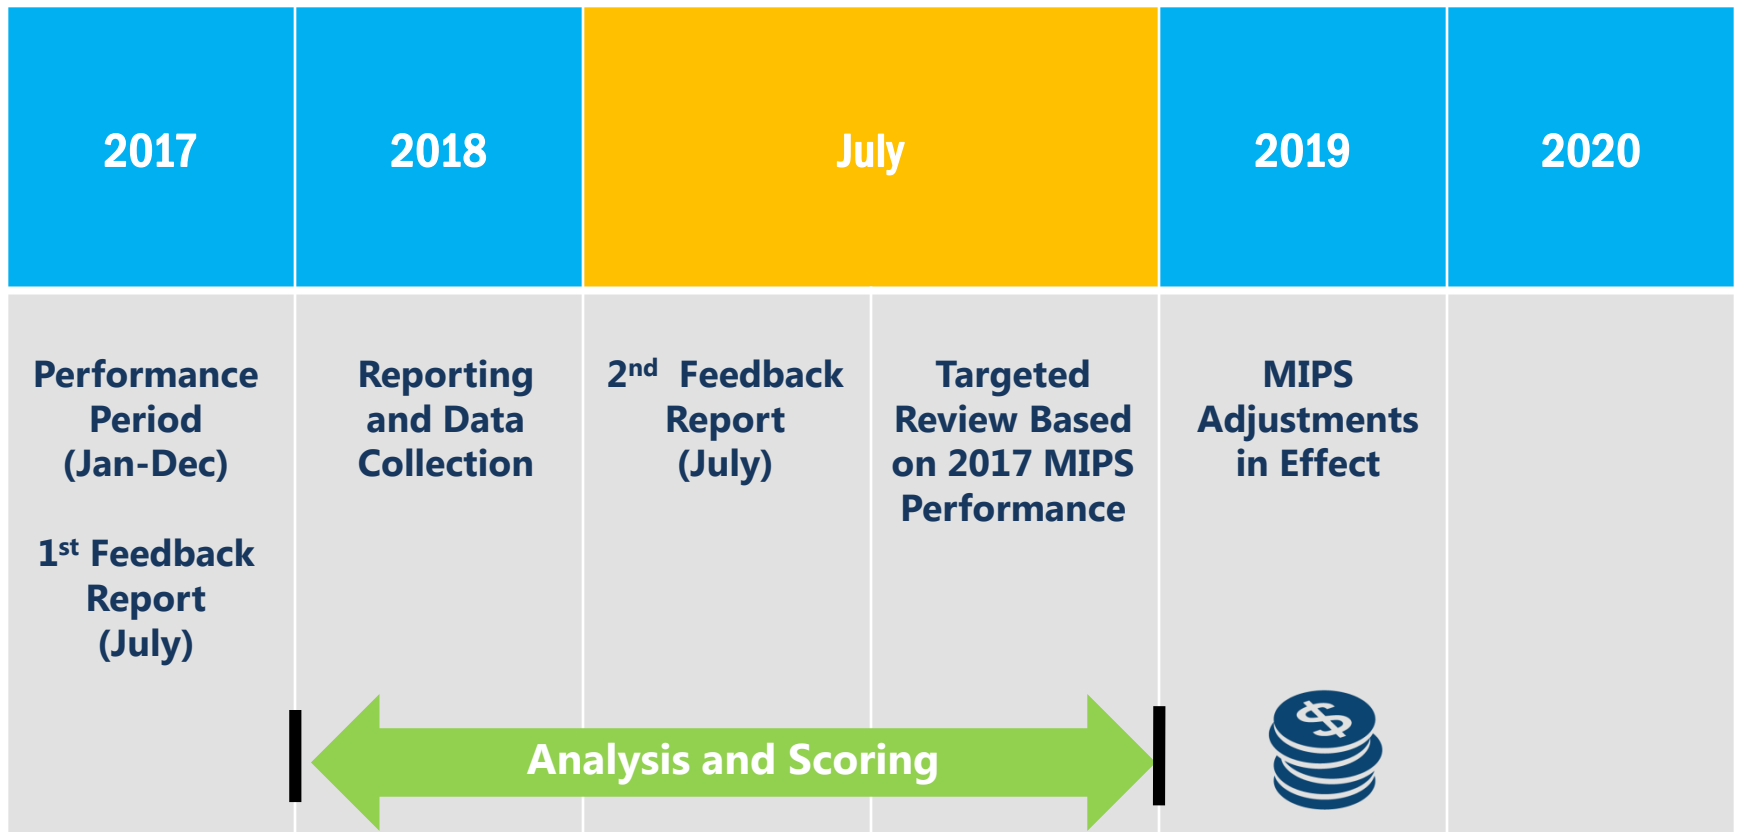 2017
2018
July
2019
2020
Performance
Period
(Jan-Dec)
1st Feedback
Report
(July)
Reporting
and Data
Collection
2nd Feedback
Report
(July)
Targeted
Review Based
on 2017 MIPS
Performance
MIPS
Adjustments
in Effect
Analysis and Scoring
$